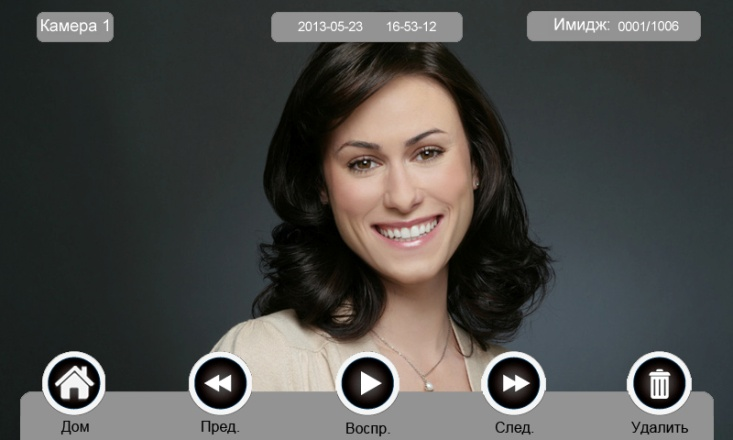 Камера 1
2013-05-23 16-53-12
Имидж: 0001/1006
Дом
Пред.
Воспр.
След.
Удалить